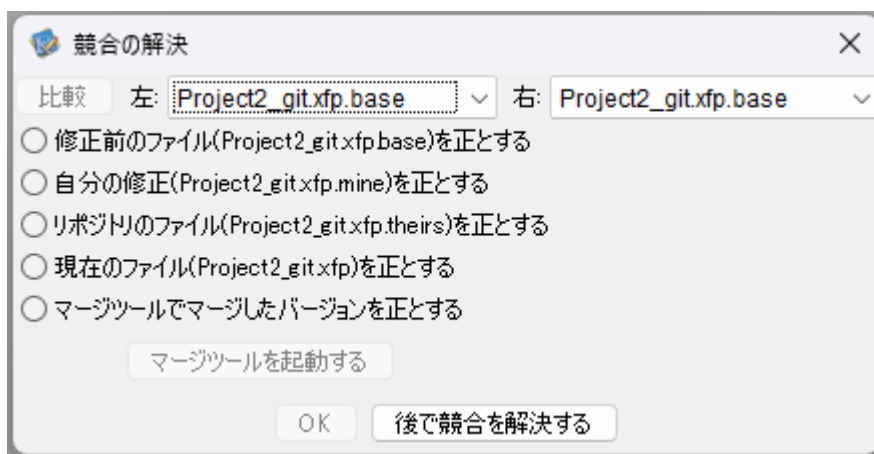 競合の解決
比較 左: Project2_git.xfp.base 右: Project2_git.xfp.base
修正前のファイル(Project2_git.xfp.base)を正とする
自分の修正(Project2_git.xfp.mine)を正とする
リポジトリのファイル(Project2_git.xfp.theirs)を正とする
現在のファイル(Project2_git.xfp)を正とする
マージツールでマージしたバージョンを正とする
マージツールを起動する
OK 後で競合を解決する